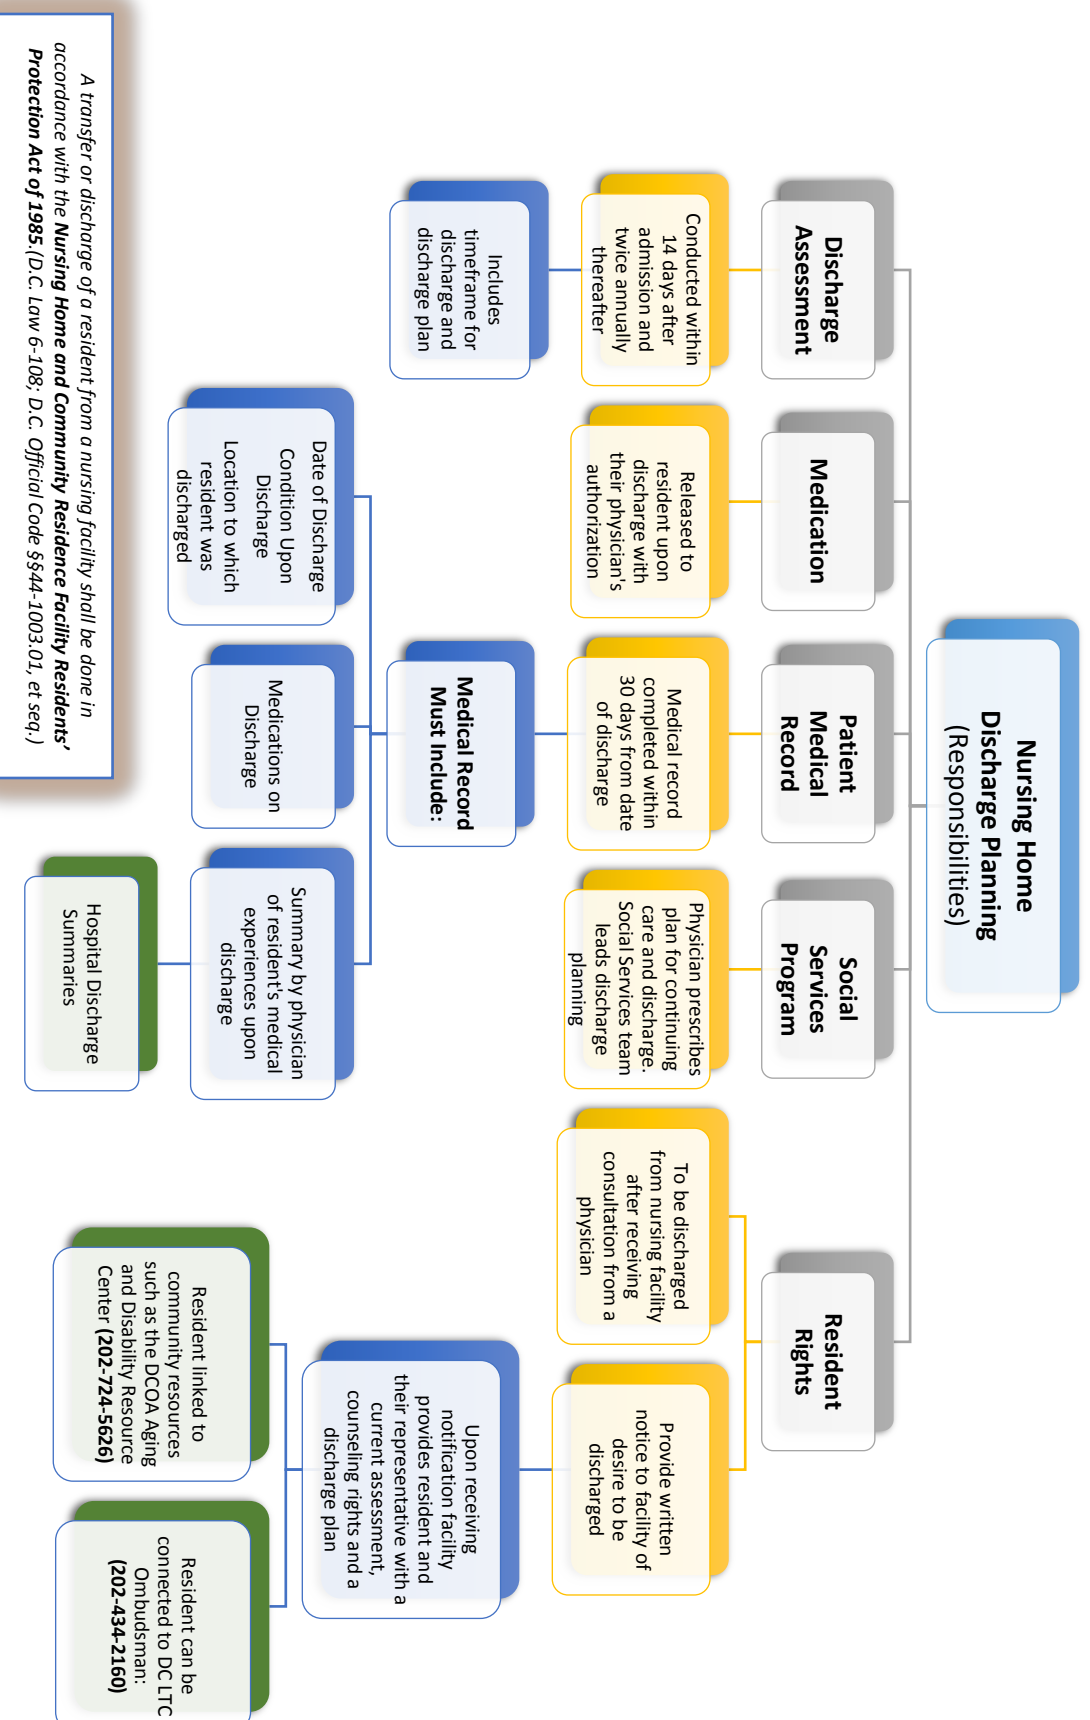 Nursing Home
Discharge Planning
(Responsibilities)
Discharge
Assessment
Conducted within
14 days after
admission and
twice annually
thereafter
Includes
timeframe for
discharge and
discharge plan
Medication
Released to
resident upon
discharge with
their physician's
authorization
Patient
Medical
Record
Medical record
completed within
30 days from date
of discharge
Medical Record
Must Include:
Date of Discharge
Condition Upon
Discharge
Location to which
resident was
discharged
Medications on
Discharge
Summary by physician
of resident's medical
experiences upon
discharge
Hospital Discharge
Summaries
Social
Services
Program
Physician prescribes
plan for continuing
care and discharge.
Social Services team
leads discharge
planning
Resident
Rights
To be discharged
from nursing facility
after receiving
consultation from a
physician
Provide written
notice to facility of
desire to be
discharged
Upon receiving
notification facility
provides resident and
their representative with a
current assessment,
counseling rights and a
discharge plan
Resident linked to
community resources
such as the DCOA Aging
and Disability Resource
Center (202-724-5626)
Resident can be
connected to DC LTC
Ombudsman:
(202-434-2160)
A transfer or discharge of a resident from a nursing facility shall be done in
accordance with the Nursing Home and Community Residence Facility Residents'
Protection Act of 1985.(D.C. Law 6-108; D.C. Official Code §§44-1003.01, et seq.)